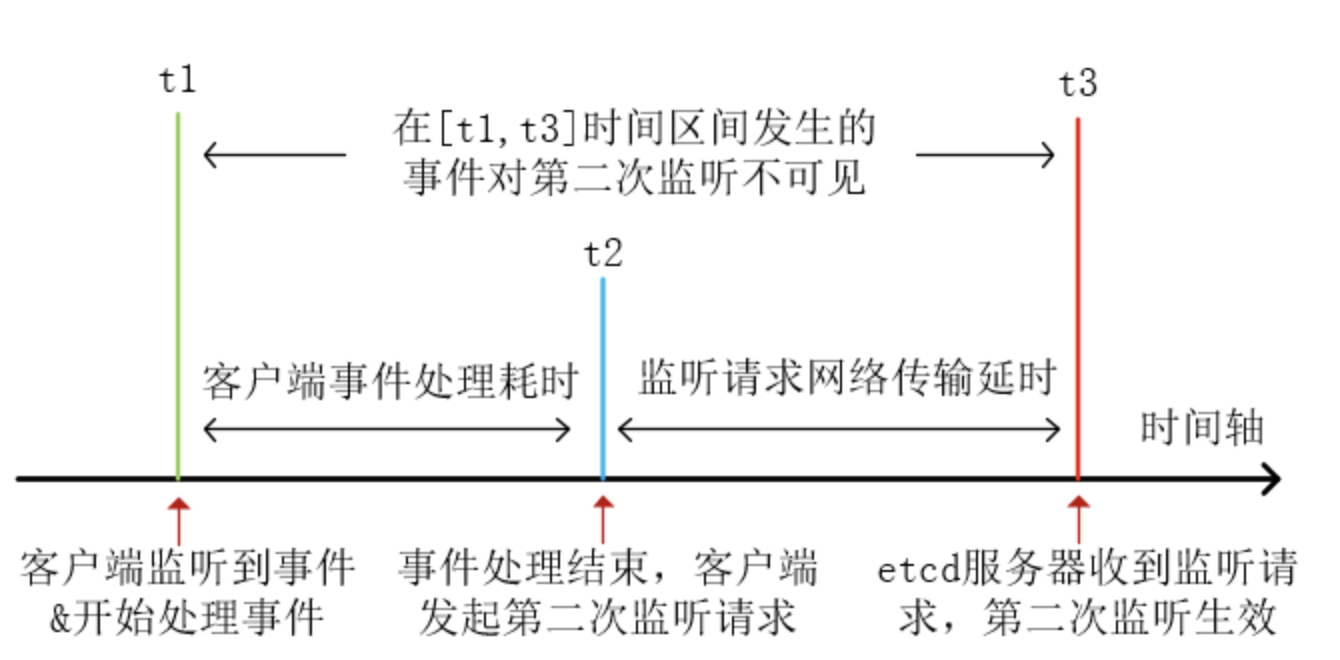 t1
t3
在[t1,t3]时间区间发生的
事件对第二次监听不可见
t2
客户端事件处理耗时
监听请求网络传输延时
时间轴
客户端监听到事件
&开始处理事件
事件处理结束，客户端
发起第二次监听请求
etcd服务器收到监听请
求，第二次监听生效